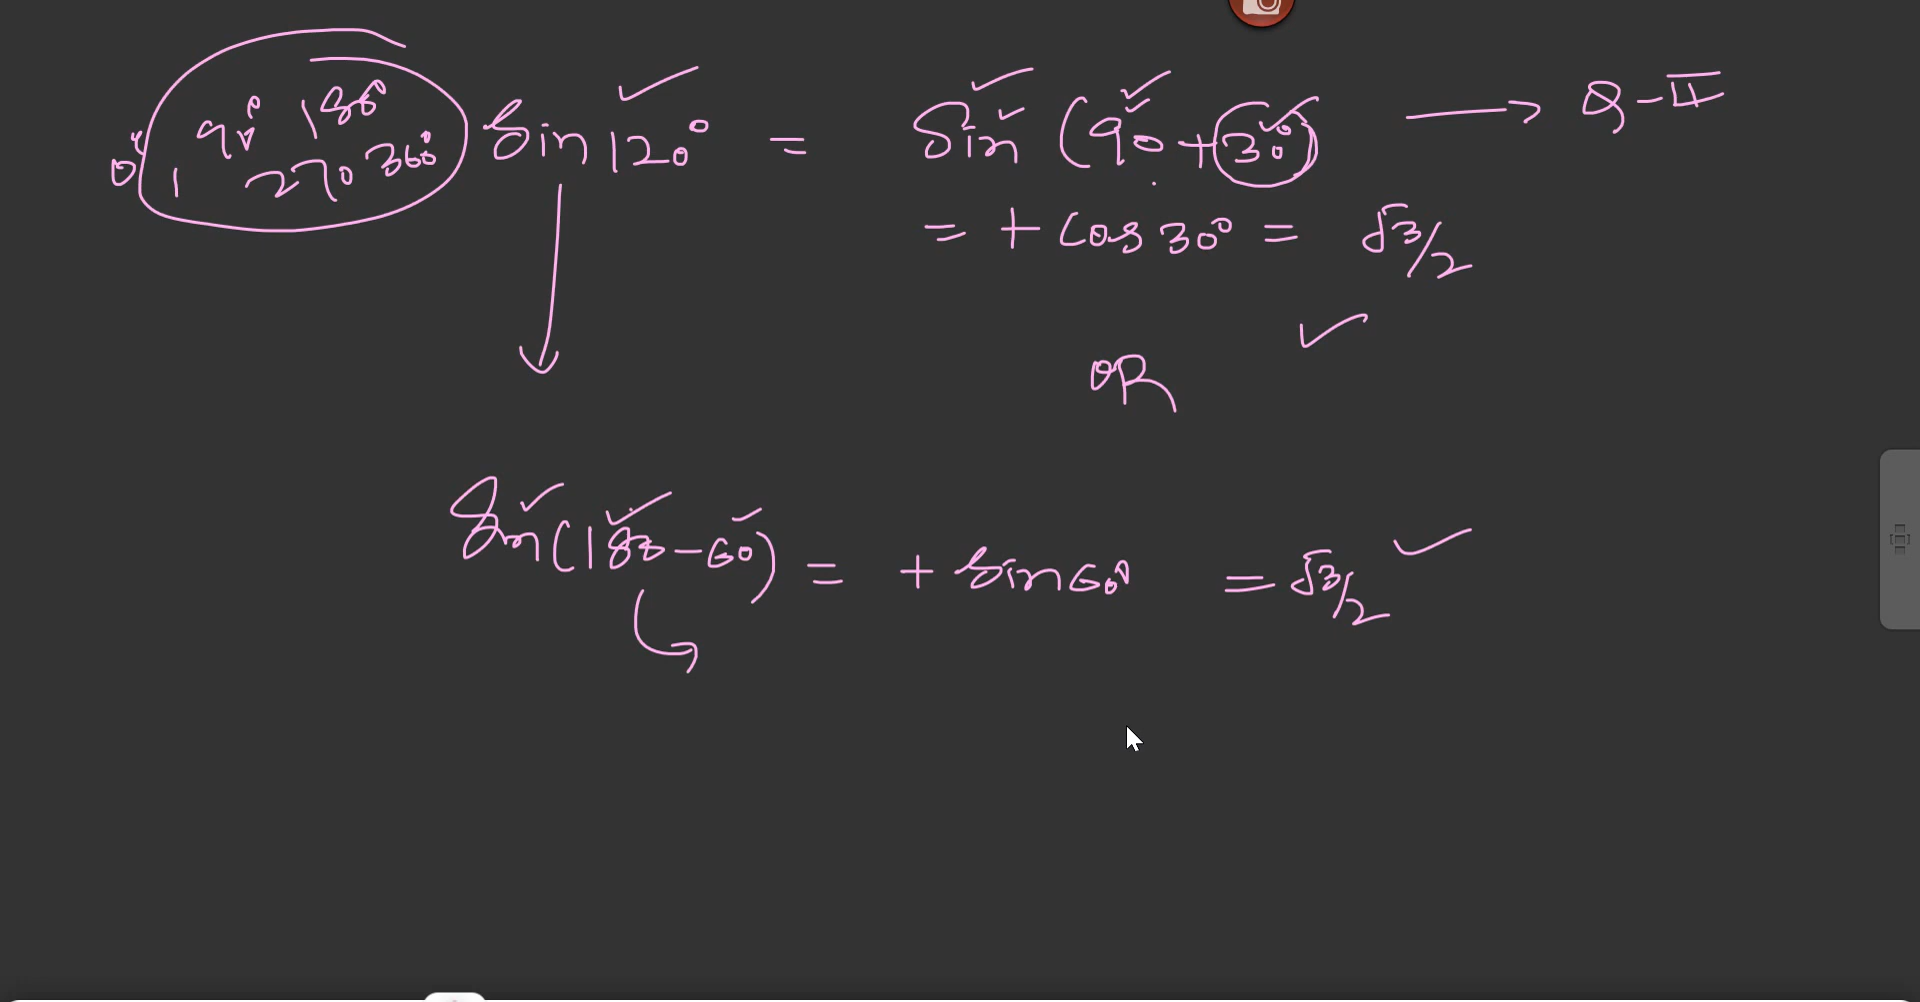 0° 90° 180° sin 120° = sin (90 + 30°) → Q-II
270 360°
= + cos 30° = √3/2
OR
sin (180 - 60) = + sin 60° = √3/2